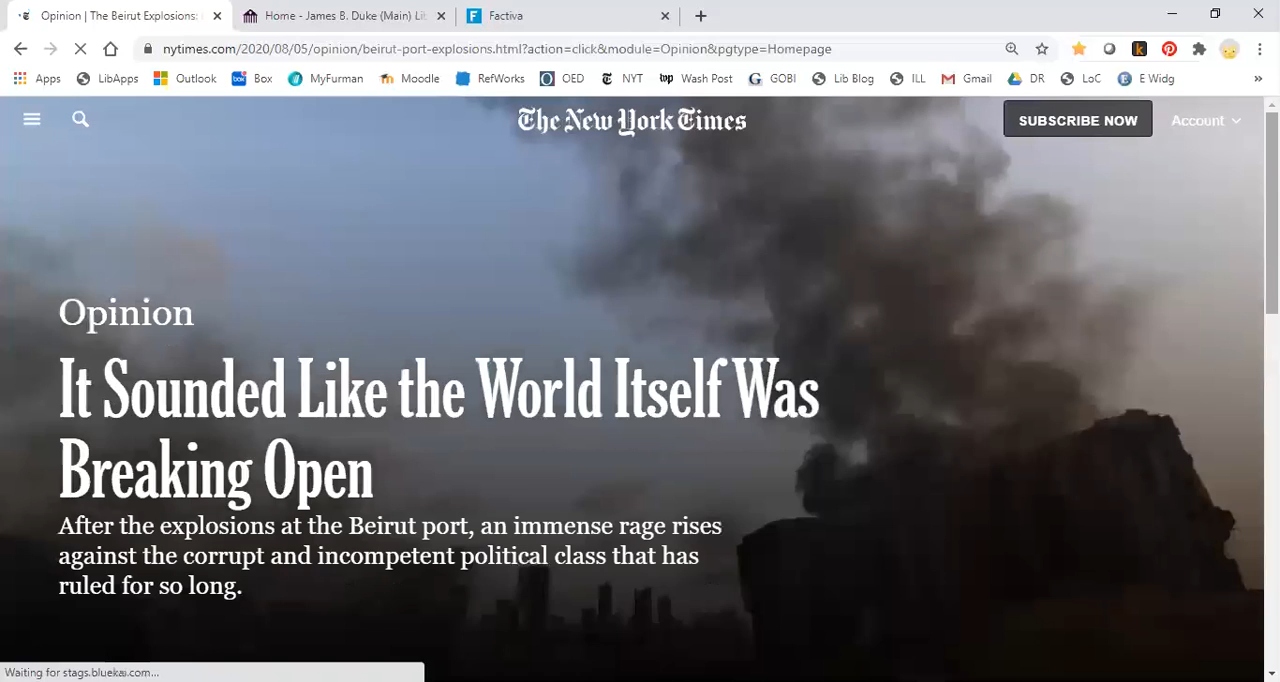 Opinion | The Beirut Explosions:
Home - James B. Duke (Main) Lib
Factiva
nytimes.com/2020/08/05/opinion/beirut-port-explosions.html?action=click&module=Opinion&pgtype=Homepage
Apps LibApps Outlook Box MyFurman Moodle RefWorks OED NYT Wash Post GOBI Lib Blog ILL Gmail DR LoC E Widg »
The New York Times
SUBSCRIBE NOW
Account
Opinion
It Sounded Like the World Itself Was
Breaking Open
After the explosions at the Beirut port, an immense rage rises
against the corrupt and incompetent political class that has
ruled for so long.
Waiting for stags.bluekai.com...